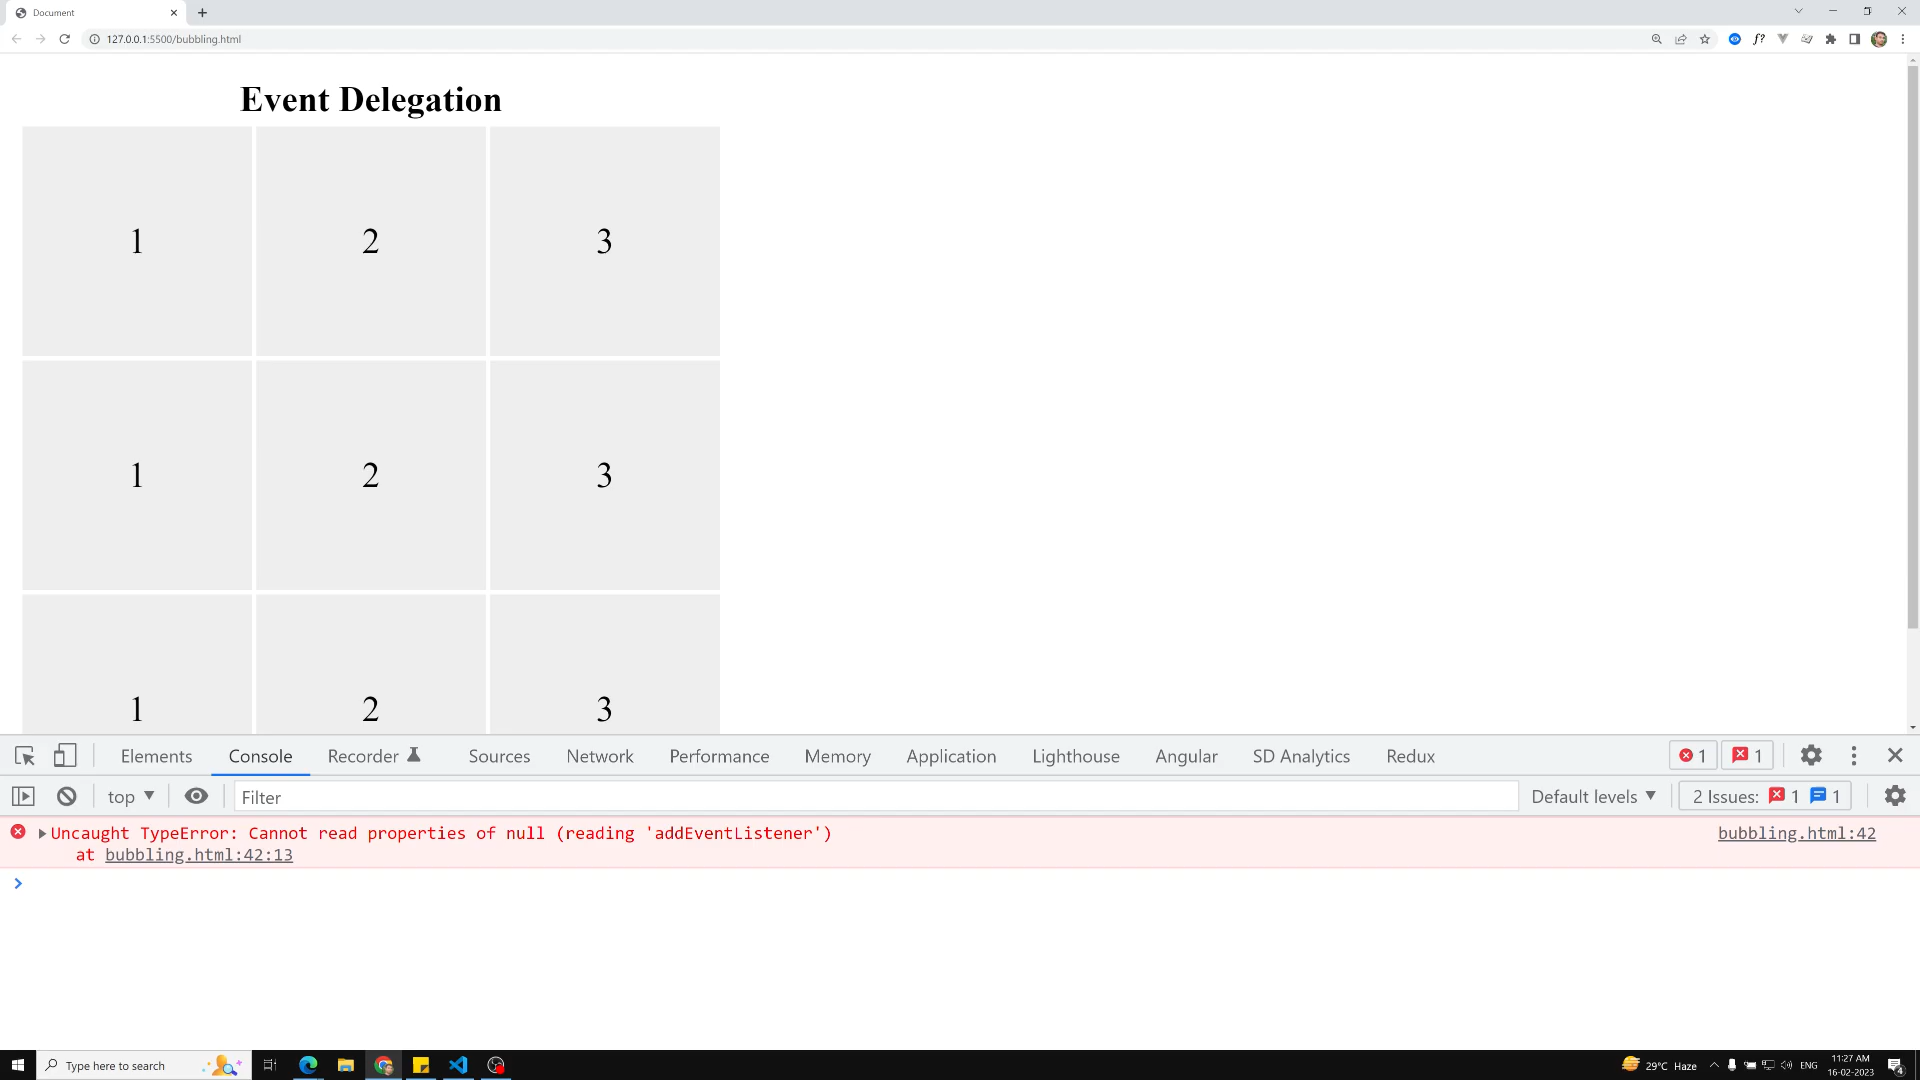 Document
127.0.0.1:5500/bubbling.html
f?
Event Delegation
1 2 3
1 2 3
1 2 3
Elements Console Recorder Sources Network Performance Memory Application Lighthouse Angular SD Analytics Redux 1 1
top Filter Default levels 2 Issues: 1 1
Uncaught TypeError: Cannot read properties of null (reading 'addEventListener') bubbling.html:42
at bubbling.html:42:13
Type here to search 29°C Haze ENG 11:27 AM
16-02-2023 4